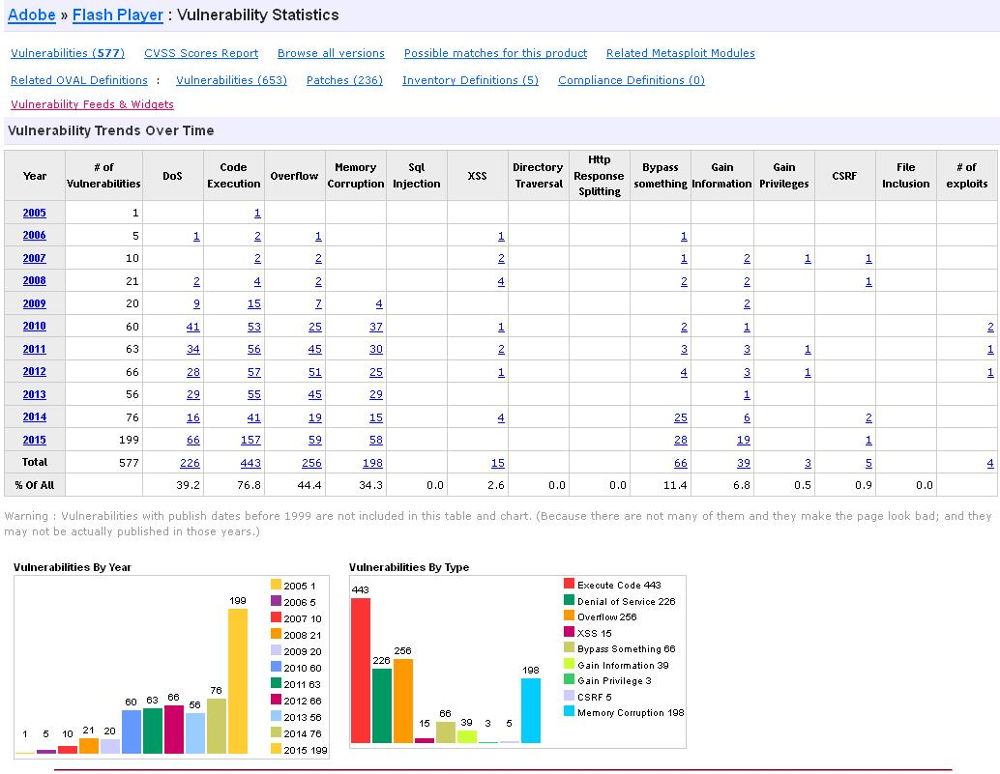 Adobe » Flash Player : Vulnerability Statistics
Vulnerabilities (577) CVSS Scores Report Browse all versions Possible matches for this product Related Metasploit Modules
Related OVAL Definitions : Vulnerabilities (653) Patches (236) Inventory Definitions (5) Compliance Definitions (0)
Vulnerability Feeds & Widgets
Vulnerability Trends Over Time
Year # of Vulnerabilities DoS Code Execution Overflow Memory Corruption Sql Injection XSS Directory Traversal Http Response Splitting Bypass something Gain Information Gain Privileges CSRF File Inclusion # of exploits
2005 1 1
2006 5 1 2 1 1 1
2007 10 2 2 2 1 2 1 1
2008 21 2 4 2 4 2 2 1
2009 20 9 15 7 4 2
2010 60 41 53 25 37 1 2 1 2
2011 63 34 56 45 30 2 3 3 1 1
2012 66 28 57 51 25 1 4 3 1 1
2013 56 29 55 45 29 1
2014 76 16 41 19 15 4 25 6 2
2015 199 66 157 59 58 28 19 1
Total 577 226 443 256 198 15 66 39 3 5 4
% Of All 39.2 76.8 44.4 34.3 0.0 2.6 0.0 0.0 11.4 6.8 0.5 0.9 0.0
Warning : Vulnerabilities with publish dates before 1999 are not included in this table and chart. (Because there are not many of them and they make the page look bad; and they
may not be actually published in those years.)
Vulnerabilities By Year
1 5 10 21 20 60 63 66 56 76 199
2005 1
2006 5
2007 10
2008 21
2009 20
2010 60
2011 63
2012 66
2013 56
2014 76
2015 199
Vulnerabilities By Type
443 226 256 15 66 39 3 5 198
Execute Code 443
Denial of Service 226
Overflow 256
XSS 15
Bypass Something 66
Gain Information 39
Gain Privilege 3
CSRF 5
Memory Corruption 198